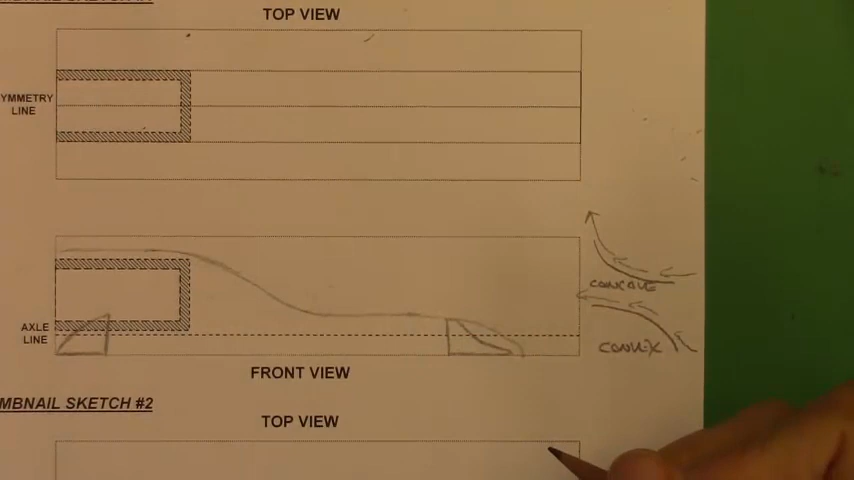 TOP VIEW
YMMETRY
LINE
CONCAVE
AXLE
LINE
CONVEX
FRONT VIEW
MBNAIL SKETCH #2
TOP VIEW